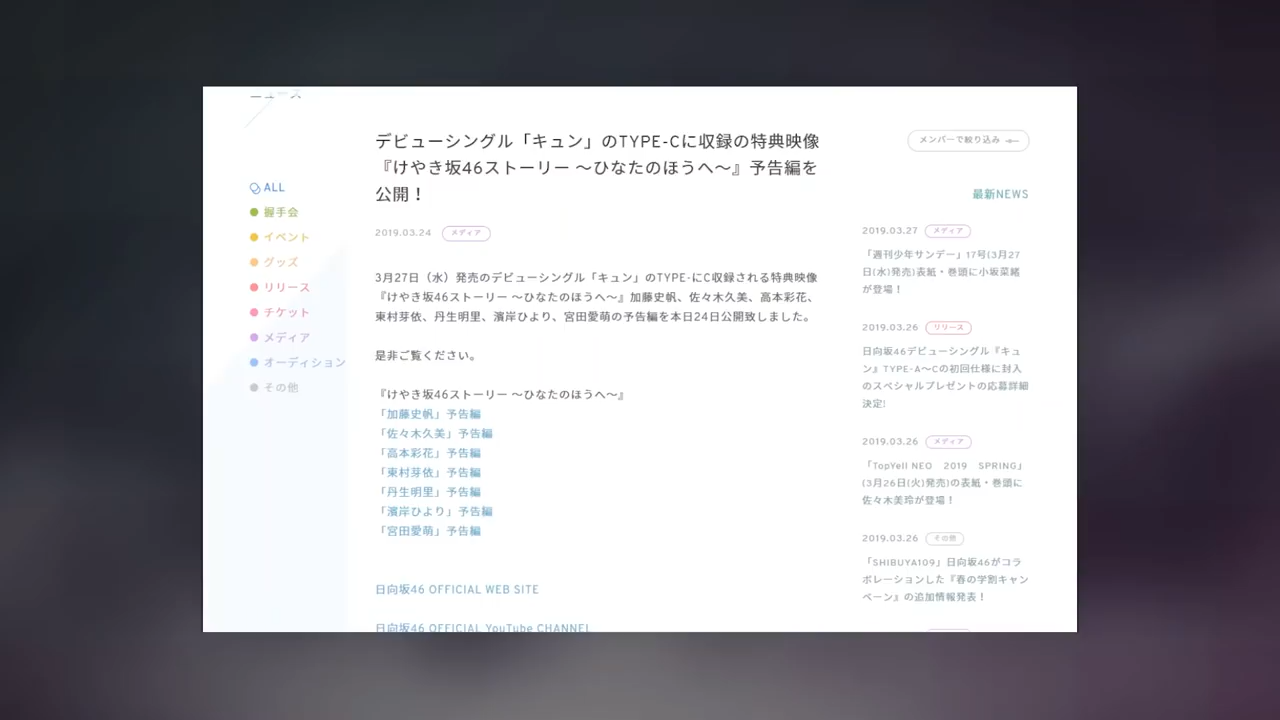 ニュース
ALL
握手会
イベント
グッズ
リリース
チケット
メディア
オーディション
その他
デビューシングル「キュン」のTYPE-Cに収録の特典映像
『けやき坂46ストーリー 〜ひなたのほうへ〜』予告編を
公開！
2019.03.24 メディア
3月27日（水）発売のデビューシングル「キュン」のTYPE-にC収録される特典映像
『けやき坂46ストーリー 〜ひなたのほうへ〜』加藤史帆、佐々木久美、高本彩花、
東村芽依、丹生明里、濱岸ひより、宮田愛萌の予告編を本日24日公開致しました。
是非ご覧ください。
『けやき坂46ストーリー 〜ひなたのほうへ〜』
「加藤史帆」予告編
「佐々木久美」予告編
「高本彩花」予告編
「東村芽依」予告編
「丹生明里」予告編
「濱岸ひより」予告編
「宮田愛萌」予告編
日向坂46 OFFICIAL WEB SITE
日向坂46 OFFICIAL YouTube CHANNEL
メンバーで絞り込み
最新NEWS
2019.03.27 メディア
「週刊少年サンデー」17号(3月27
日(水)発売)表紙・巻頭に小坂菜緒
が登場！
2019.03.26 リリース
日向坂46デビューシングル『キュ
ン』TYPE-A〜Cの初回仕様に封入
のスペシャルプレゼントの応募詳細
決定!
2019.03.26 メディア
「TopYell NEO　2019　SPRING」
(3月26日(火)発売)の表紙・巻頭に
佐々木美玲が登場！
2019.03.26 その他
「SHIBUYA109」日向坂46がコラ
ボレーションした『春の学割キャン
ペーン』の追加情報発表！